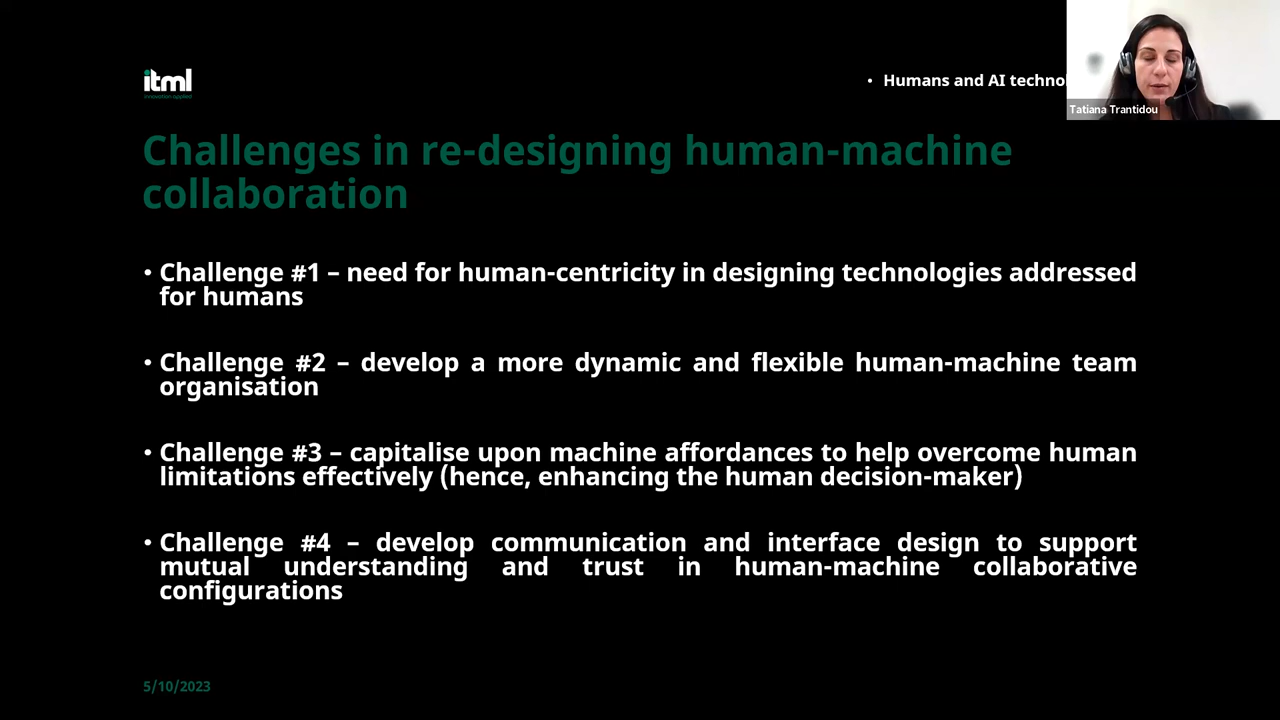 itml
innovation applied
• Humans and AI techno
Tatiana Trantidou
Challenges in re-designing human-machine
collaboration
• Challenge #1 – need for human-centricity in designing technologies addressed
for humans
• Challenge #2 – develop a more dynamic and flexible human-machine team
organisation
• Challenge #3 – capitalise upon machine affordances to help overcome human
limitations effectively (hence, enhancing the human decision-maker)
• Challenge #4 – develop communication and interface design to support
mutual understanding and trust in human-machine collaborative
configurations
5/10/2023